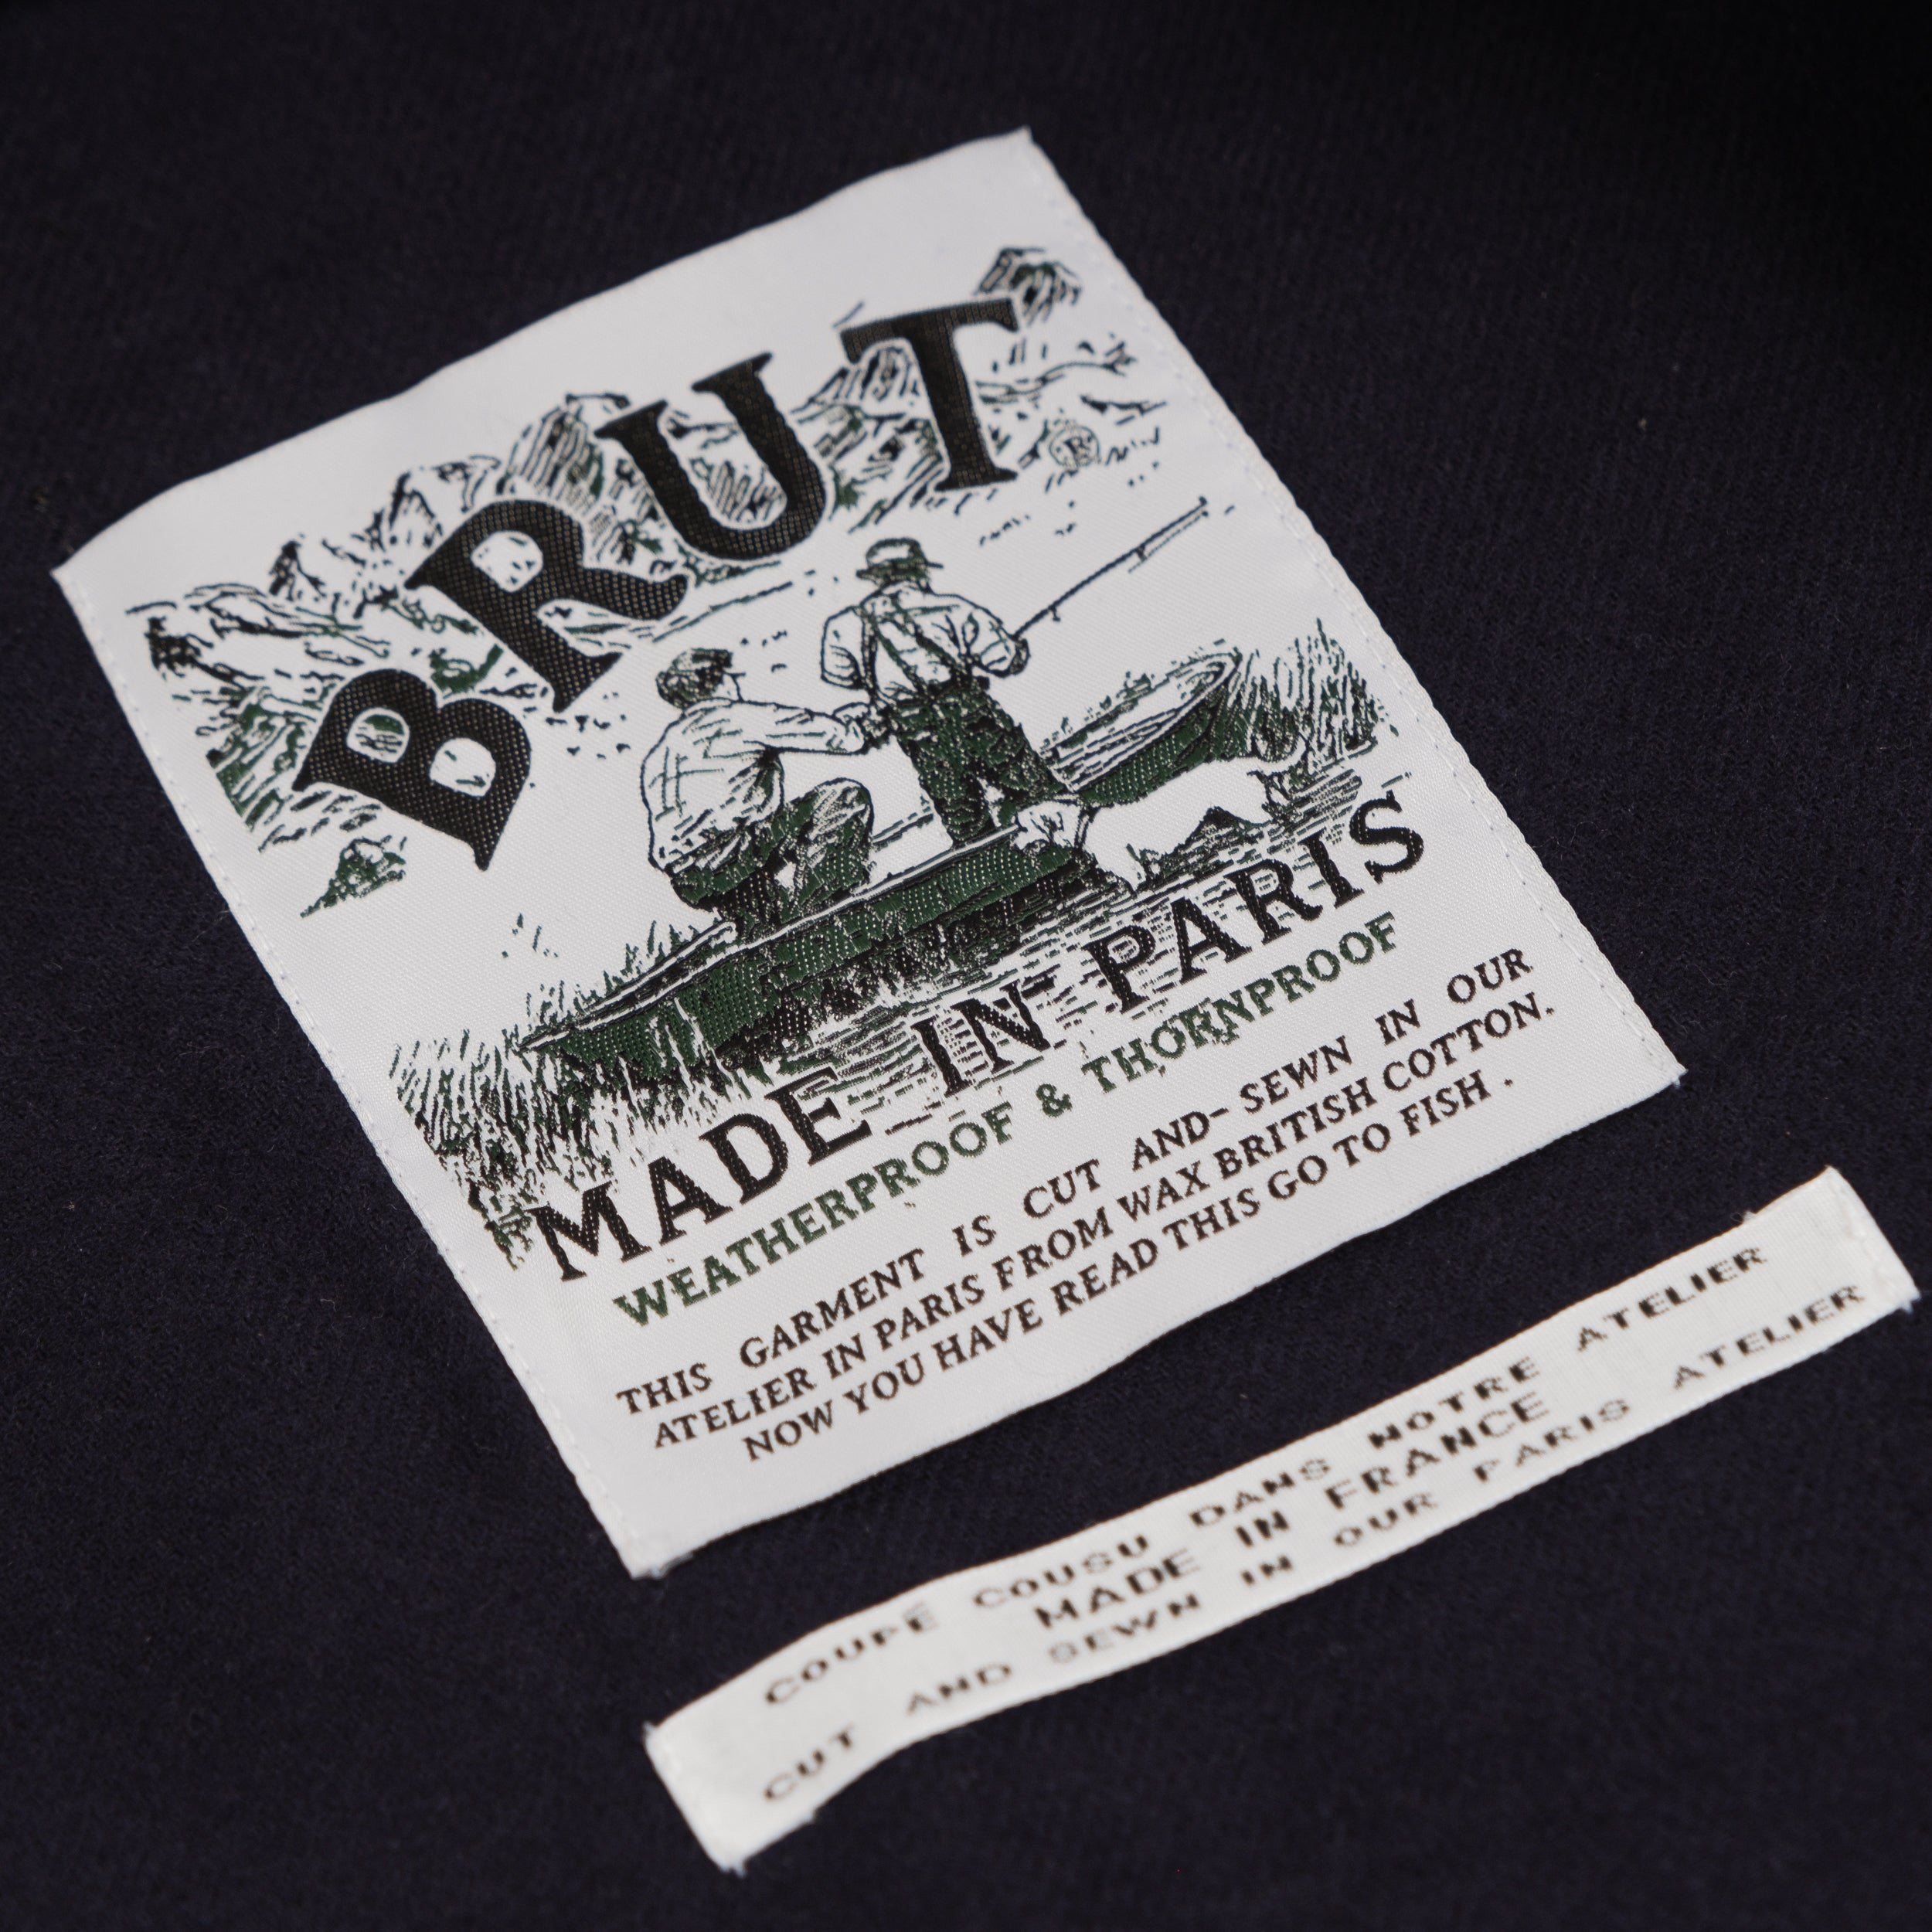 BRUT
®
MADE IN PARIS
WEATHERPROOF & THORNPROOF
THIS GARMENT IS CUT AND- SEWN IN OUR
ATELIER IN PARIS FROM WAX BRITISH COTTON.
NOW YOU HAVE READ THIS GO TO FISH .
COUPÉ COUSU DANS NOTRE ATELIER
MADE IN FRANCE
CUT AND SEWN IN OUR PARIS ATELIER